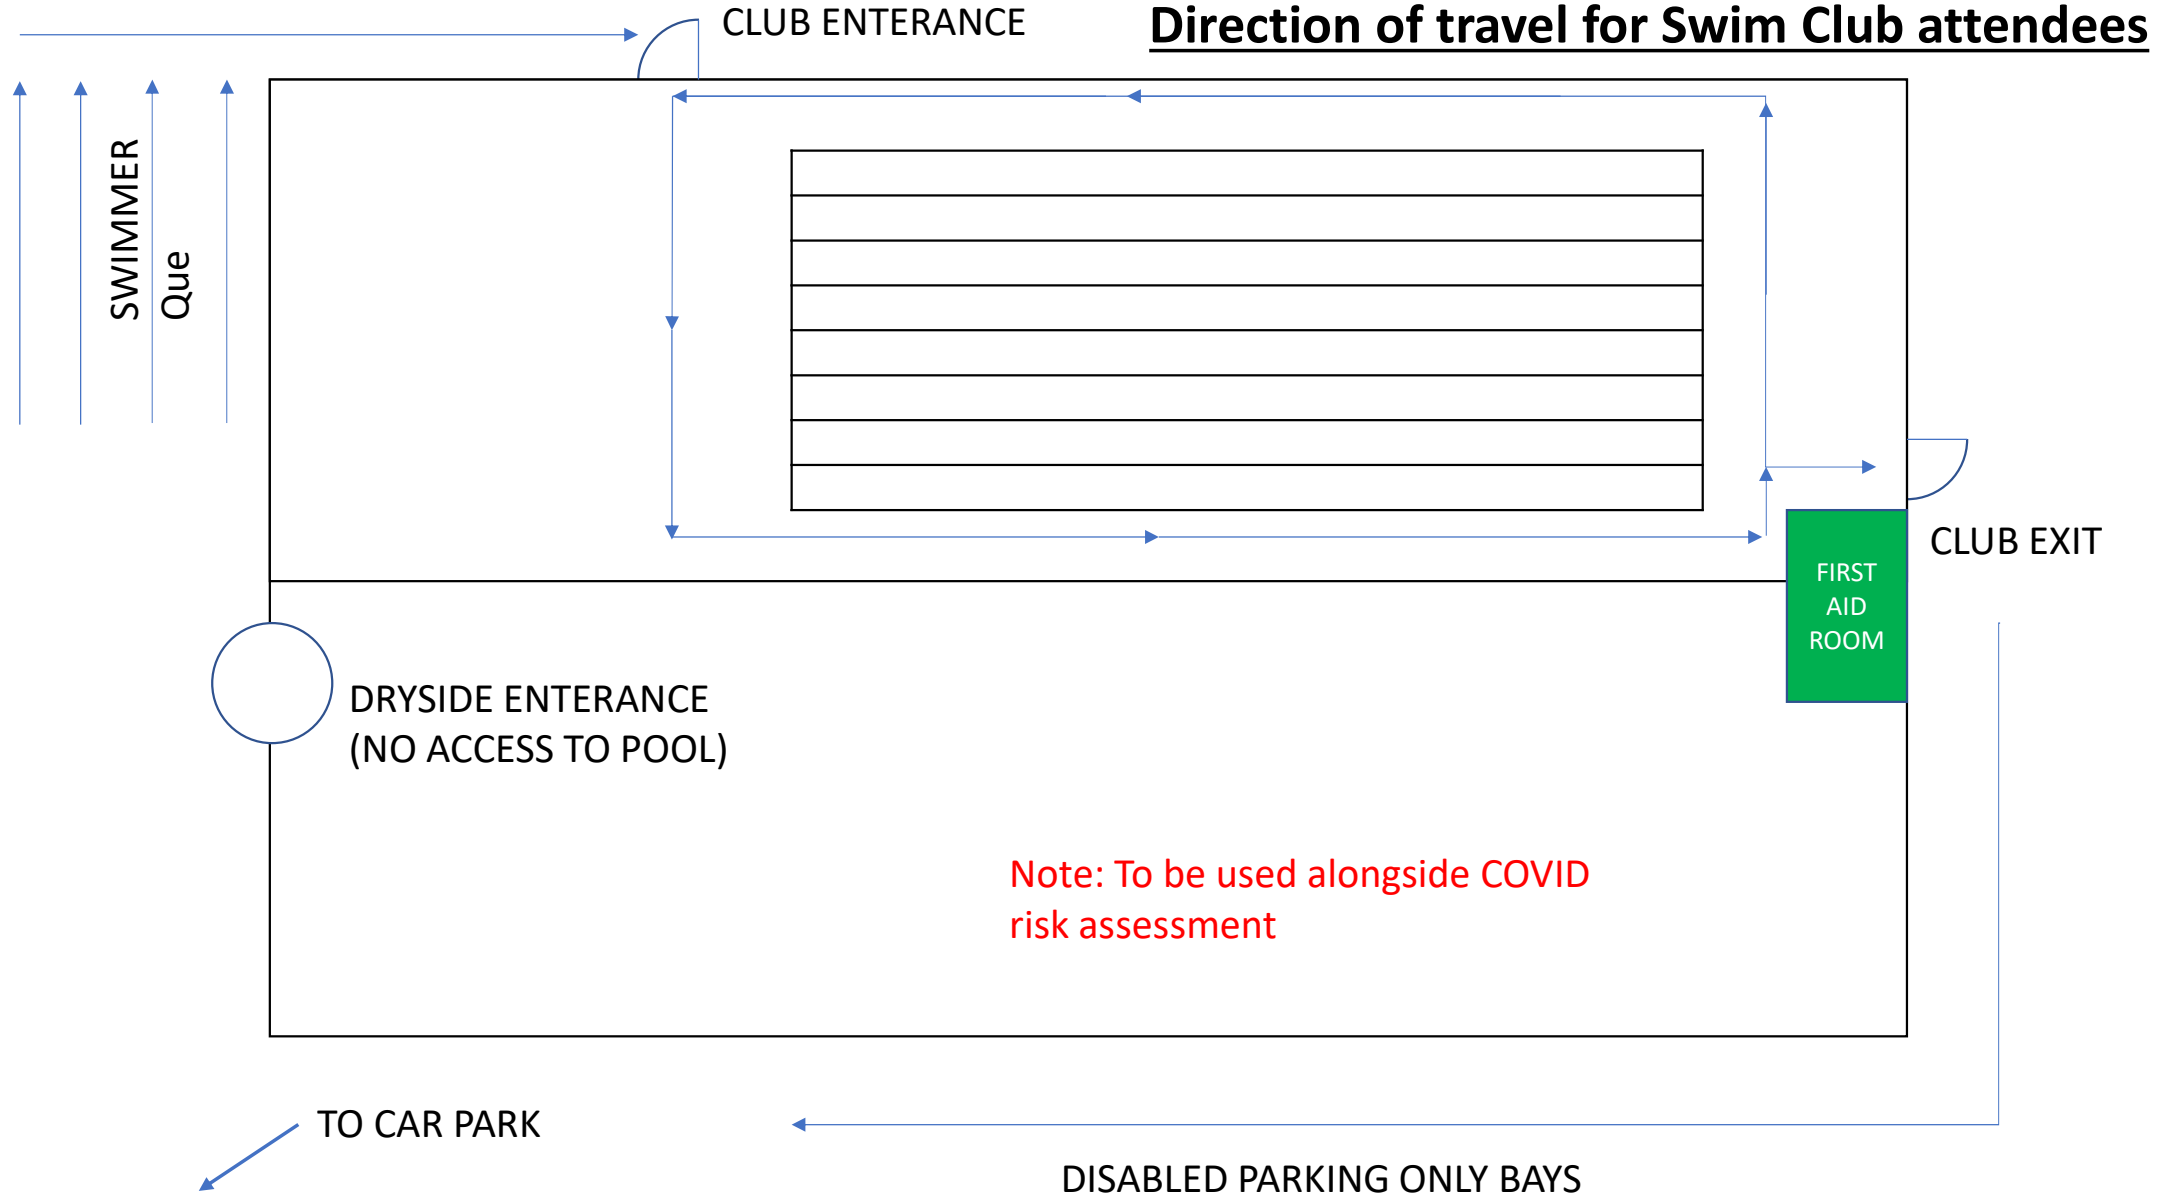 CLUB ENTERANCE
Direction of travel for Swim Club attendees
SWIMMER
Que
CLUB EXIT
FIRST
AID
ROOM
DRYSIDE ENTERANCE
(NO ACCESS TO POOL)
Note: To be used alongside COVID
risk assessment
TO CAR PARK
DISABLED PARKING ONLY BAYS